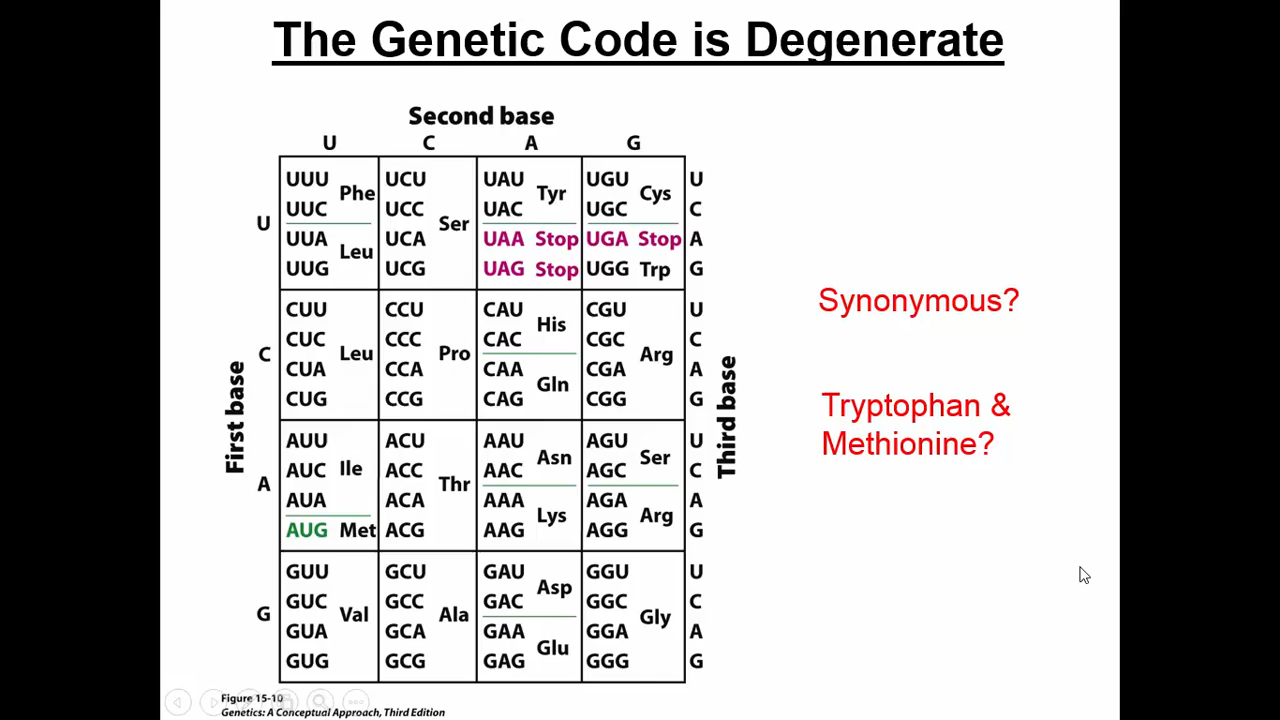 The Genetic Code is Degenerate
Second base
U C A G
UUU Phe UCU Ser UAU Tyr UGU Cys U
UUC UCC UAC UGC C
U
UUA Leu UCA UAA Stop UGA Stop A
UUG UCG UAG Stop UGG Trp G
CUU Leu CCU Pro CAU His CGU Arg U
CUC CCC CAC CGC C
C
CUA CCA CAA Gln CGA A
CUG CCG CAG CGG G
AUU Ile ACU Thr AAU Asn AGU Ser U
AUC ACC AAC AGC C
A
AUA ACA AAA Lys AGA Arg A
AUG Met ACG AAG AGG G
GUU Val GCU Ala GAU Asp GGU Gly U
GUC GCC GAC GGC C
G
GUA GCA GAA Glu GGA A
GUG GCG GAG GGG G
First base
Third base
Synonymous?
Tryptophan &
Methionine?
Figure 15-10
Genetics: A Conceptual Approach, Third Edition